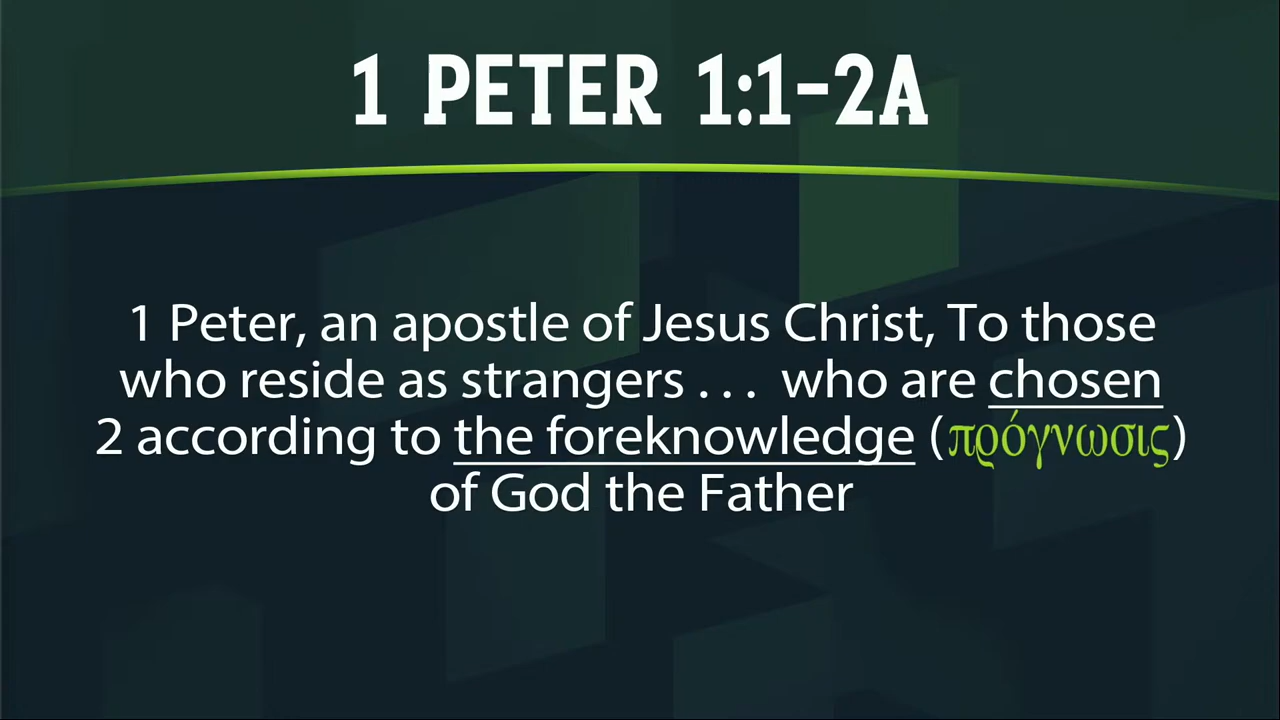 1 PETER 1:1-2A
1 Peter, an apostle of Jesus Christ, To those
who reside as strangers . . . who are chosen
2 according to the foreknowledge (πρόγνωσις)
of God the Father